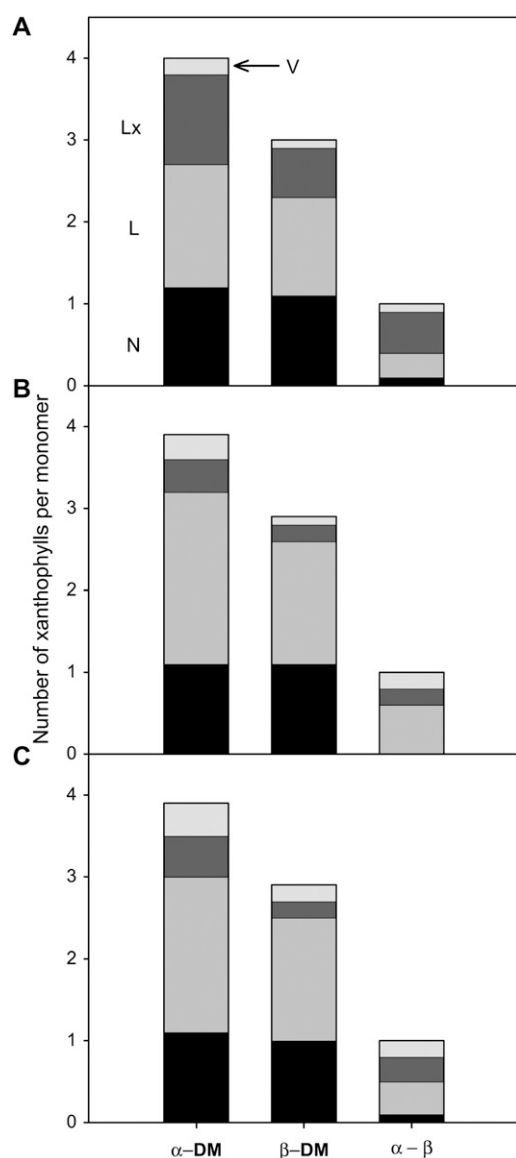 A
4
V
Lx
3
L
2
1
N
0
B
4
3
2
1
0
Number of xanthophylls per monomer
C
4
3
2
1
0
α–DM
β–DM
α – β